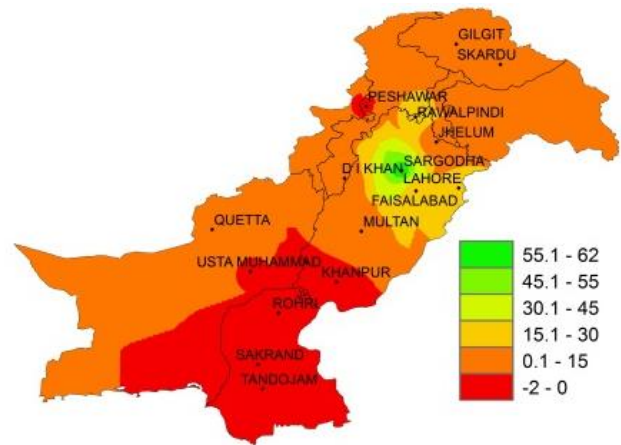 GILGIT
SKARDU
PESHAWAR
RAWALPINDI
JHELUM
D I KHAN
SARGODHA
LAHORE
FAISALABAD
MULTAN
QUETTA
USTA MUHAMMAD
KHANPUR
ROHRI
SAKRAND
TANDOJAM
55.1 - 62
45.1 - 55
30.1 - 45
15.1 - 30
0.1 - 15
-2 - 0